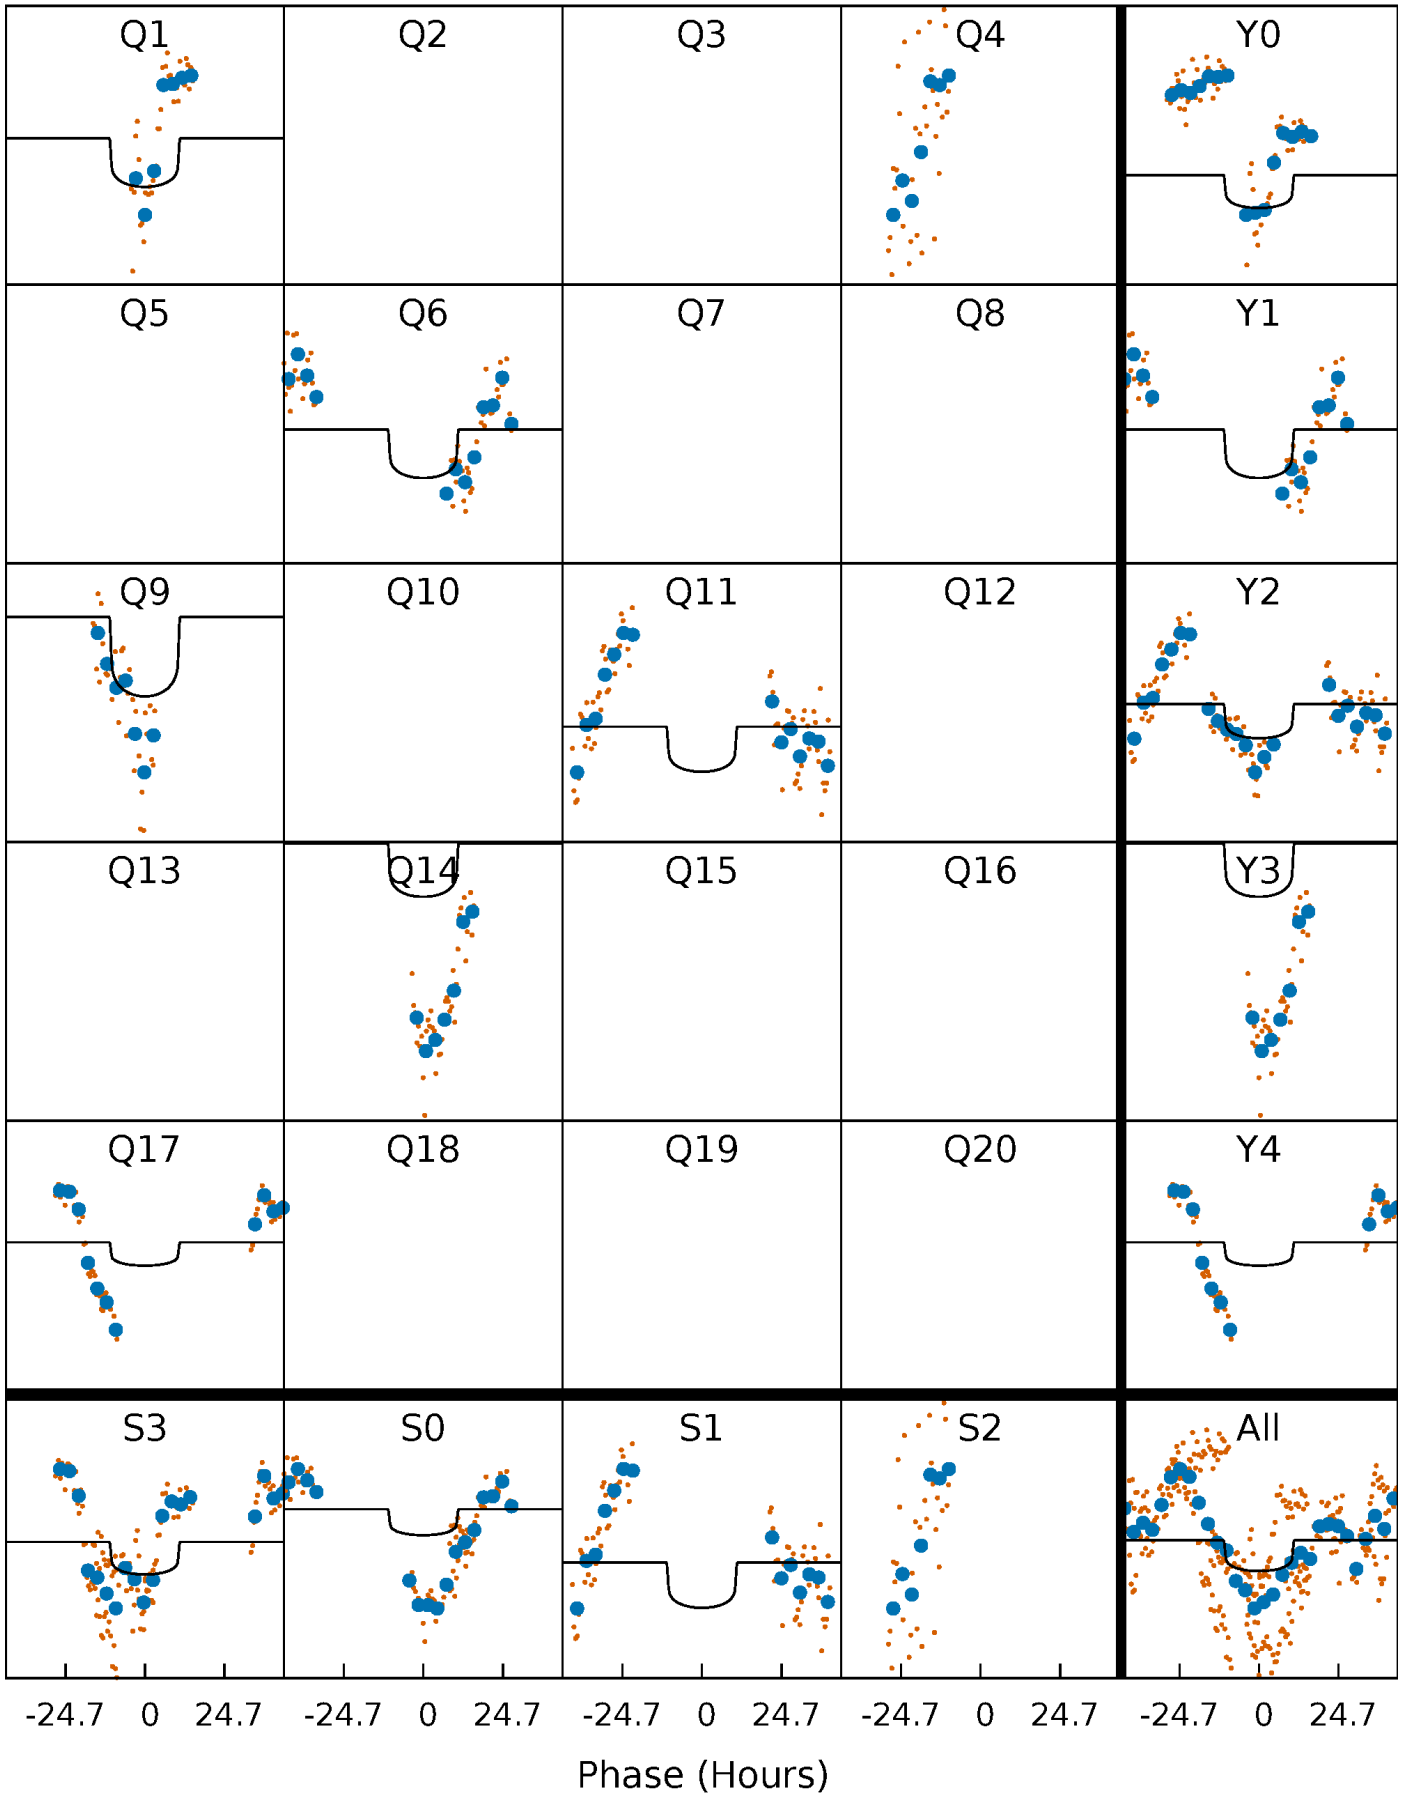 Q1 Q2 Q3 Q4 Y0
Q5 Q6 Q7 Q8 Y1
Q9 Q10 Q11 Q12 Y2
Q13 Q14 Q15 Q16 Y3
Q17 Q18 Q19 Q20 Y4
S3 S0 S1 S2 All
-24.7 0 24.7 -24.7 0 24.7 -24.7 0 24.7 -24.7 0 24.7 -24.7 0 24.7
Phase (Hours)